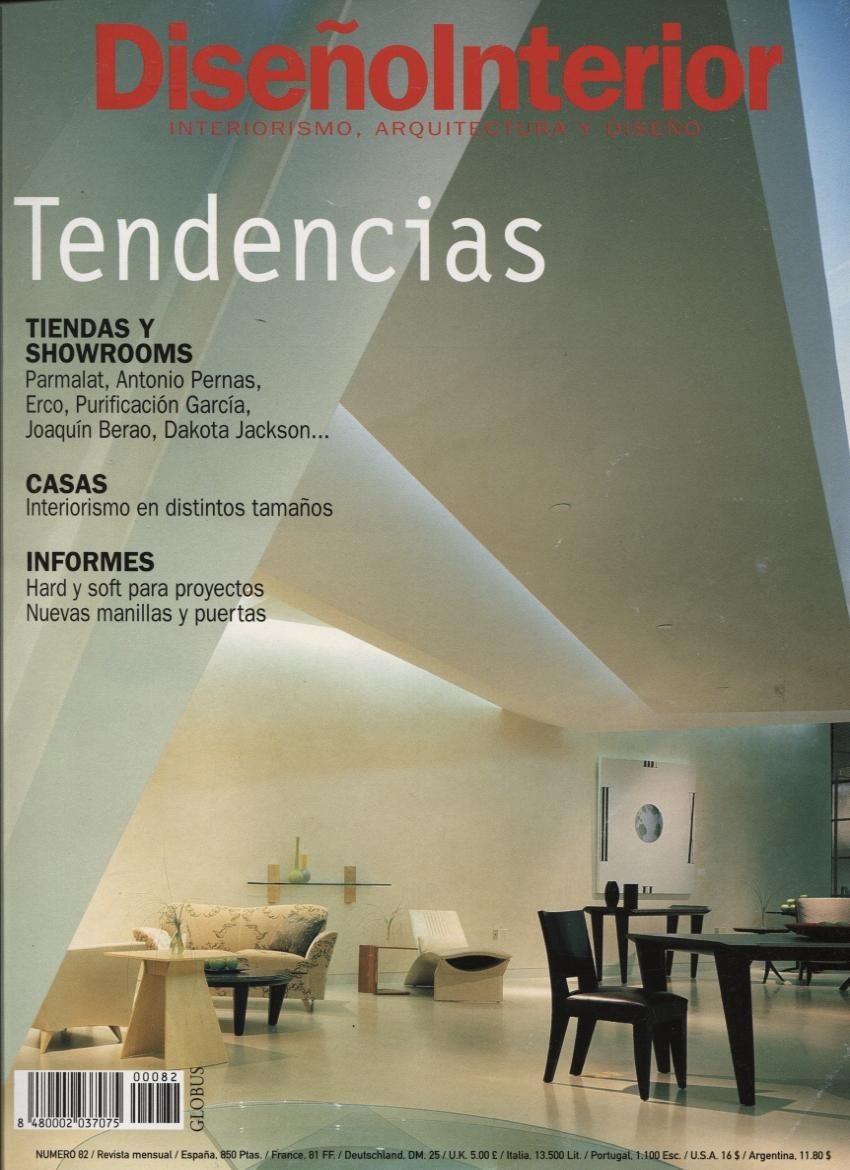 DiseñoInterior
INTERIORISMO, ARQUITECTURA Y DISEÑO
Tendencias
TIENDAS Y
SHOWROOMS
Parmalat, Antonio Pernas,
Erco, Purificación García,
Joaquín Berao, Dakota Jackson...
CASAS
Interiorismo en distintos tamaños
INFORMES
Hard y soft para proyectos
Nuevas manillas y puertas
00082
8 480002 037075
GLOBUS
NUMERO 82 / Revista mensual / España, 850 Ptas. / France, 81 FF. / Deutschland, DM. 25 / U.K. 5.00 £ / Italia, 13.500 Lit. / Portugal, 1.100 Esc. / U.S.A. 16 $ / Argentina, 11.80 $